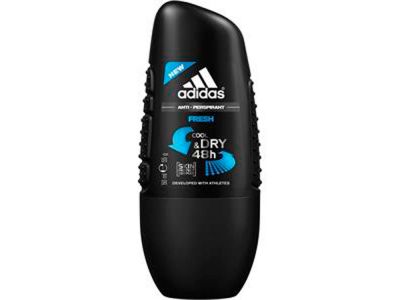 NEW
adidas
ANTI-PERSPIRANT
FRESH
COOL
& DRY
48h
DEVELOPED WITH ATHLETES